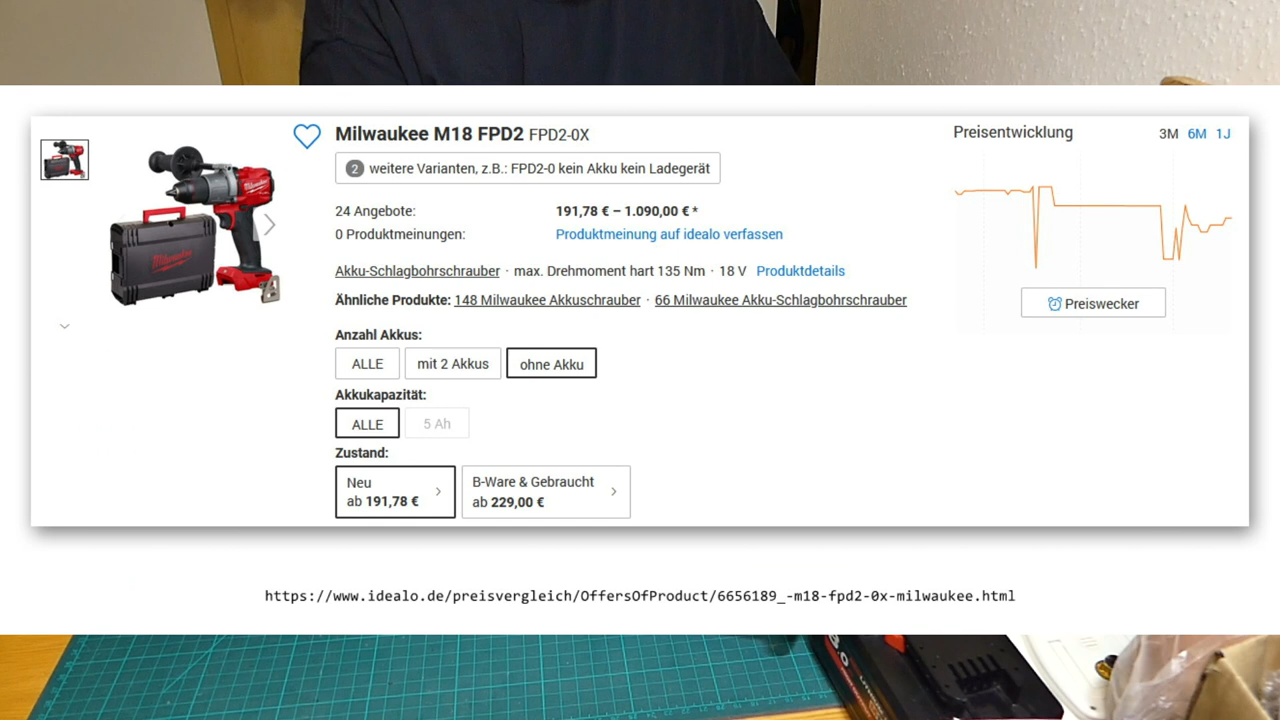 Milwaukee M18 FPD2 FPD2-0X
2 weitere Varianten, z.B.: FPD2-0 kein Akku kein Ladegerät
24 Angebote: 191,78 € – 1.090,00 € *
0 Produktmeinungen: Produktmeinung auf idealo verfassen
Akku-Schlagbohrschrauber · max. Drehmoment hart 135 Nm · 18 V Produktdetails
Ähnliche Produkte: 148 Milwaukee Akkuschrauber · 66 Milwaukee Akku-Schlagbohrschrauber
Anzahl Akkus:
ALLE mit 2 Akkus ohne Akku
Akkukapazität:
ALLE 5 Ah
Zustand:
Neu
ab 191,78 €
B-Ware & Gebraucht
ab 229,00 €
Preisentwicklung 3M 6M 1J
Preiswecker
Milwaukee
Milwaukee
https://www.idealo.de/preisvergleich/OffersOfProduct/6656189_-m18-fpd2-0x-milwaukee.html